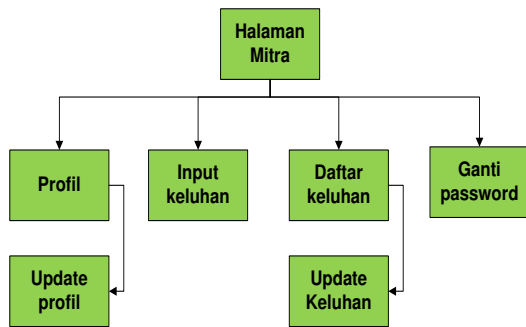 Halaman
Mitra
Profil
Input
keluhan
Daftar
keluhan
Ganti
password
Update
profil
Update
Keluhan